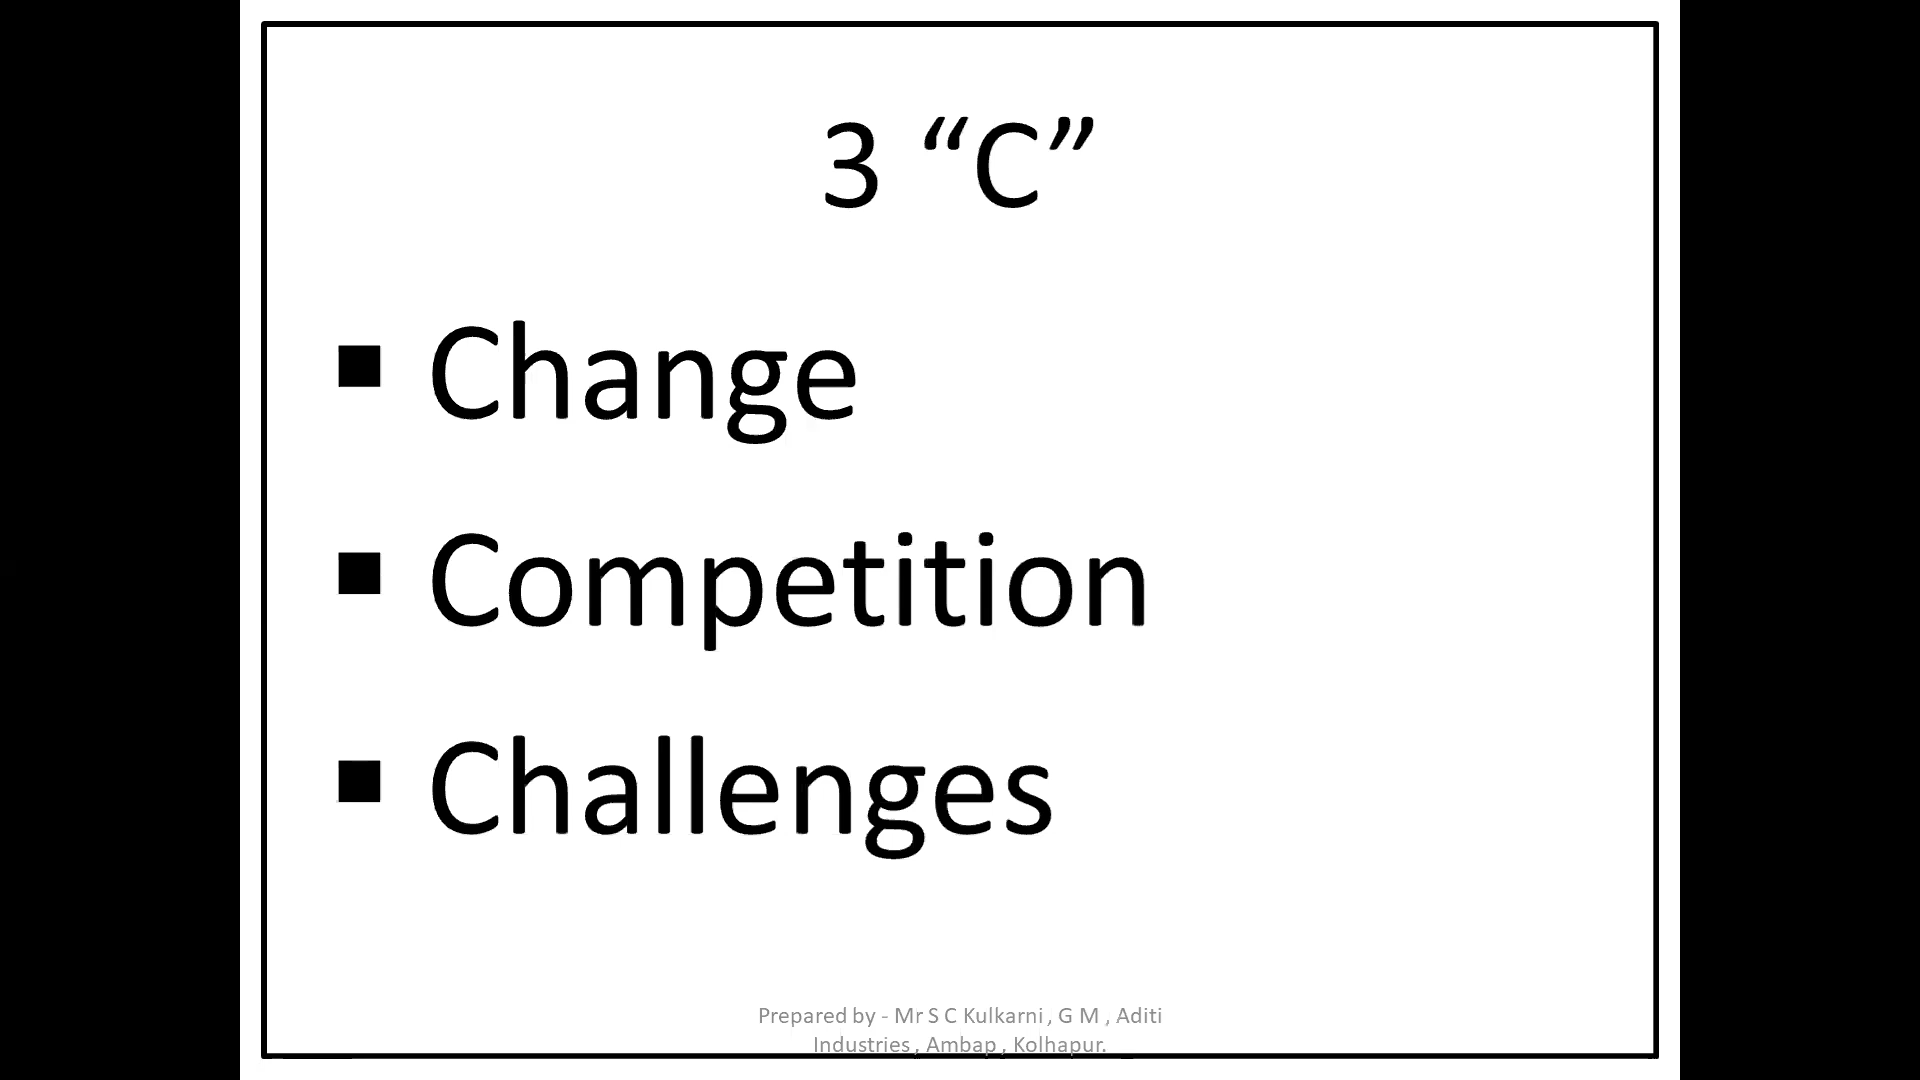 3 “C”
▪ Change
▪ Competition
▪ Challenges
Prepared by - Mr S C Kulkarni , G M , Aditi
Industries , Ambap , Kolhapur.